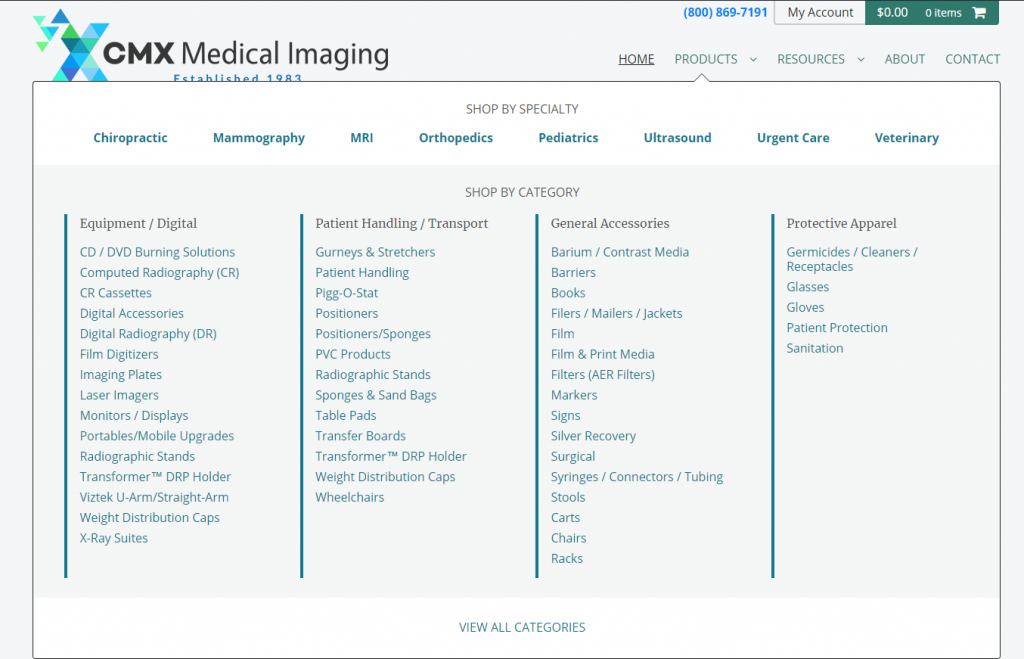 (800) 869-7191 My Account $0.00 0 items
CMX Medical Imaging
Established 1983
HOME PRODUCTS RESOURCES ABOUT CONTACT
SHOP BY SPECIALTY
Chiropractic Mammography MRI Orthopedics Pediatrics Ultrasound Urgent Care Veterinary
SHOP BY CATEGORY
Equipment / Digital
CD / DVD Burning Solutions
Computed Radiography (CR)
CR Cassettes
Digital Accessories
Digital Radiography (DR)
Film Digitizers
Imaging Plates
Laser Imagers
Monitors / Displays
Portables/Mobile Upgrades
Radiographic Stands
Transformer™ DRP Holder
Viztek U-Arm/Straight-Arm
Weight Distribution Caps
X-Ray Suites
Patient Handling / Transport
Gurneys & Stretchers
Patient Handling
Pigg-O-Stat
Positioners
Positioners/Sponges
PVC Products
Radiographic Stands
Sponges & Sand Bags
Table Pads
Transfer Boards
Transformer™ DRP Holder
Weight Distribution Caps
Wheelchairs
General Accessories
Barium / Contrast Media
Barriers
Books
Filers / Mailers / Jackets
Film
Film & Print Media
Filters (AER Filters)
Markers
Signs
Silver Recovery
Surgical
Syringes / Connectors / Tubing
Stools
Carts
Chairs
Racks
Protective Apparel
Germicides / Cleaners /
Receptacles
Glasses
Gloves
Patient Protection
Sanitation
VIEW ALL CATEGORIES